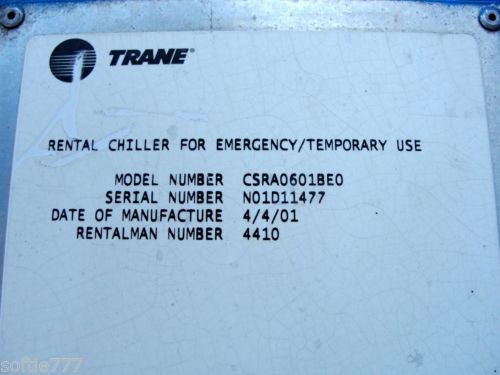 TRANE®
RENTAL CHILLER FOR EMERGENCY/TEMPORARY USE
MODEL NUMBER CSRA0601BE0
SERIAL NUMBER N01D11477
DATE OF MANUFACTURE 4/4/01
RENTALMAN NUMBER 4410
softie777